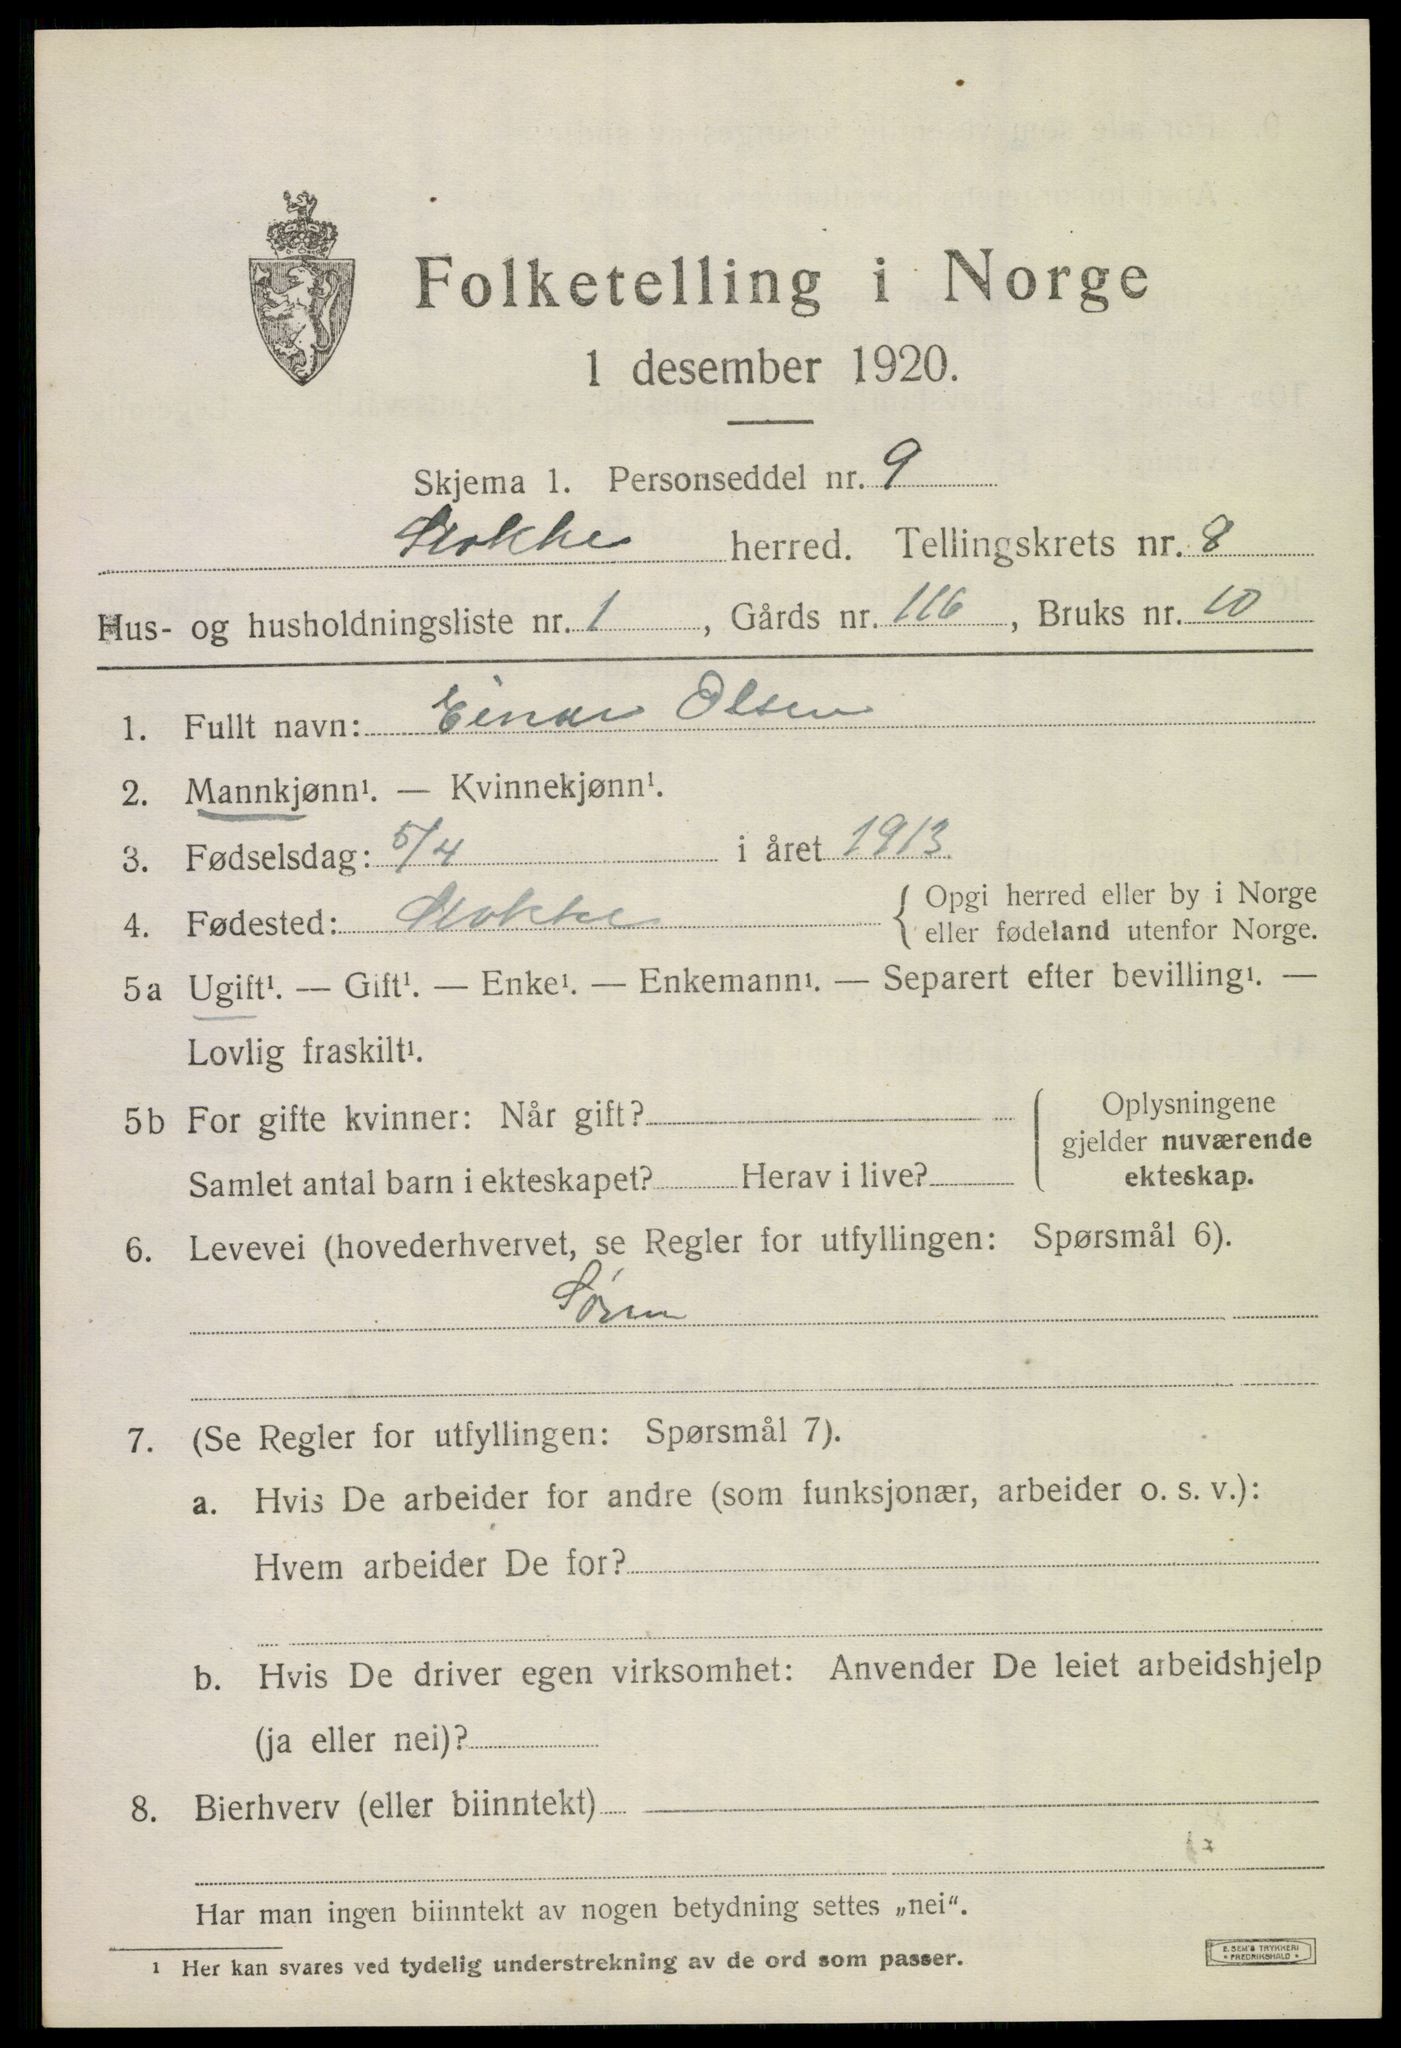 Folketelling i Norge
1 desember 1920.
Skjema 1. Personseddel nr. 9
Stokke herred. Tellingskrets nr. 8
Hus- og husholdningsliste nr. 1, Gårds nr. 116, Bruks nr. 10
1. Fullt navn: Einar Olsen
2. Mannkjønn¹. — Kvinnekjønn¹.
3. Fødselsdag: 5/4 i året 1913
4. Fødested: Stokke { Opgi herred eller by i Norge
eller fødeland utenfor Norge.
5a Ugift¹. — Gift¹. — Enke¹. — Enkemann¹. — Separert efter bevilling¹. —
Lovlig fraskilt¹.
5b For gifte kvinner: Når gift? { Oplysningene
gjelder nuværende
Samlet antal barn i ekteskapet? Herav i live? ekteskap.
6. Levevei (hovederhvervet, se Regler for utfyllingen: Spørsmål 6).
7. (Se Regler for utfyllingen: Spørsmål 7).
a. Hvis De arbeider for andre (som funksjonær, arbeider o. s. v.):
Hvem arbeider De for?
b. Hvis De driver egen virksomhet: Anvender De leiet arbeidshjelp
(ja eller nei)?
8. Bierhverv (eller biinntekt)
Har man ingen biinntekt av nogen betydning settes „nei“.
¹ Her kan svares ved tydelig understrekning av de ord som passer.
E. SEM'S TRYKKERI
• FREDRIKSHALD •